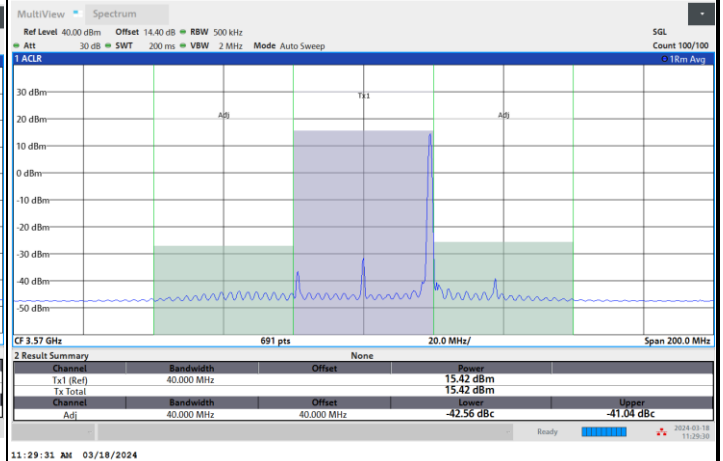 MultiView Spectrum
Ref Level 40.00 dBm Offset 14.40 dB RBW 500 kHz SGL
Att 30 dB SWT 200 ms VBW 2 MHz Mode Auto Sweep Count 100/100
1 ACLR 1Rm Avg
Tx1
30 dBm
Adj Adj
20 dBm
10 dBm
0 dBm
-10 dBm
-20 dBm
-30 dBm
-40 dBm
-50 dBm
CF 3.57 GHz 691 pts 20.0 MHz/ Span 200.0 MHz
2 Result Summary None
Channel Bandwidth Offset Power
Tx1 (Ref) 40.000 MHz 15.42 dBm
Tx Total 15.42 dBm
Channel Bandwidth Offset Lower Upper
Adj 40.000 MHz 40.000 MHz -42.56 dBc -41.04 dBc
Ready 2024-03-18
11:29:30
11:29:31 AM 03/18/2024